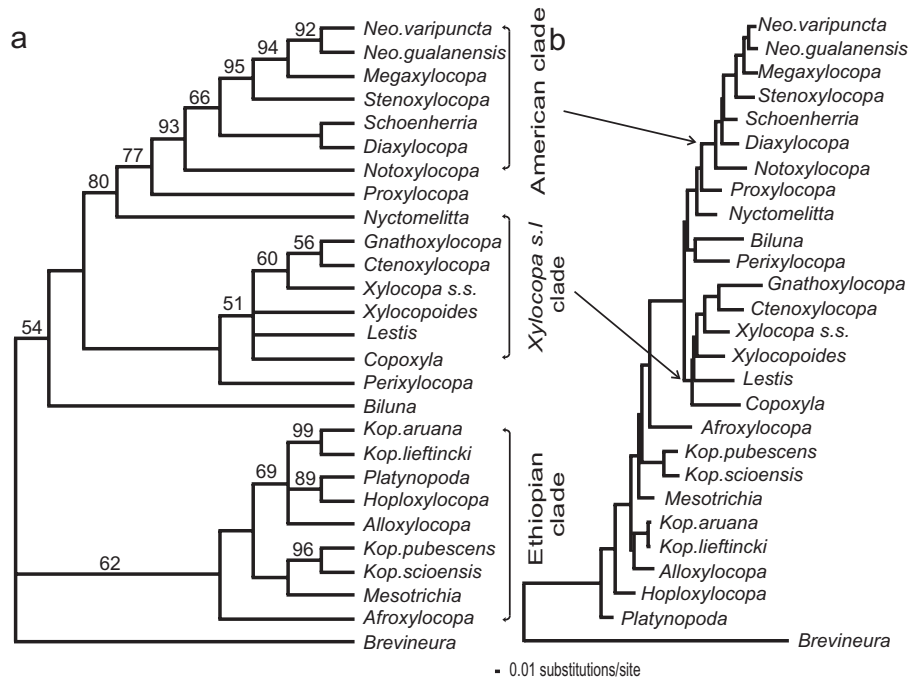 a
92
94
95
66
93
77
80
54
56
60
51
99
69
89
96
62
Neo.varipuncta
Neo.gualanensis
Megaxylocopa
Stenoxylocopa
Schoenherria
Diaxylocopa
Notoxylocopa
Proxylocopa
Nyctomelitta
Gnathoxylocopa
Ctenoxylocopa
Xylocopa s.s.
Xylocopoides
Lestis
Copoxyla
Perixylocopa
Biluna
Kop.aruana
Kop.lieftincki
Platynopoda
Hoploxylocopa
Alloxylocopa
Kop.pubescens
Kop.scioensis
Mesotrichia
Afroxylocopa
Brevineura
American clade
Xylocopa s.l
clade
Ethiopian
clade
b
Neo.varipuncta
Neo.gualanensis
Megaxylocopa
Stenoxylocopa
Schoenherria
Diaxylocopa
Notoxylocopa
Proxylocopa
Nyctomelitta
Biluna
Perixylocopa
Gnathoxylocopa
Ctenoxylocopa
Xylocopa s.s.
Xylocopoides
Lestis
Copoxyla
Afroxylocopa
Kop.pubescens
Kop.scioensis
Mesotrichia
Kop.aruana
Kop.lieftincki
Alloxylocopa
Hoploxylocopa
Platynopoda
Brevineura
0.01 substitutions/site